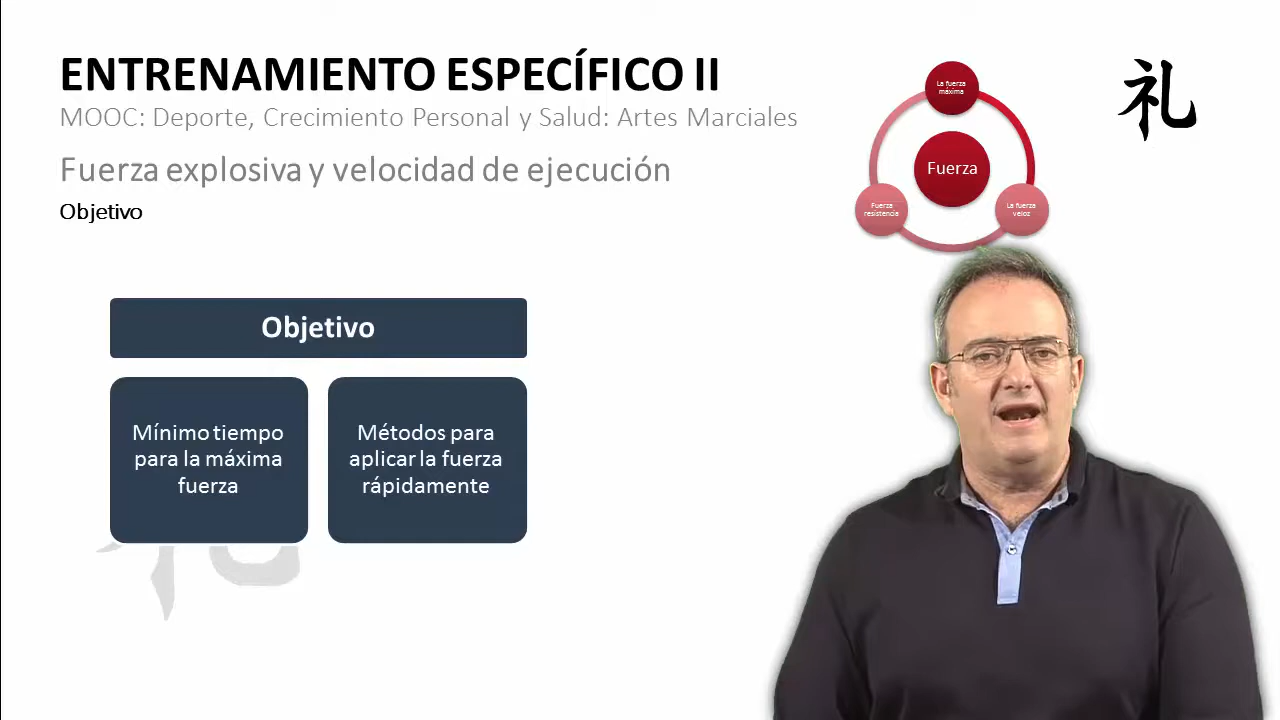 ENTRENAMIENTO ESPECÍFICO II
MOOC: Deporte, Crecimiento Personal y Salud: Artes Marciales
Fuerza explosiva y velocidad de ejecución
Objetivo
La fuerza
máxima
Fuerza
Fuerza
resistencia
La fuerza
veloz
礼
Objetivo
Mínimo tiempo
para la máxima
fuerza
Métodos para
aplicar la fuerza
rápidamente